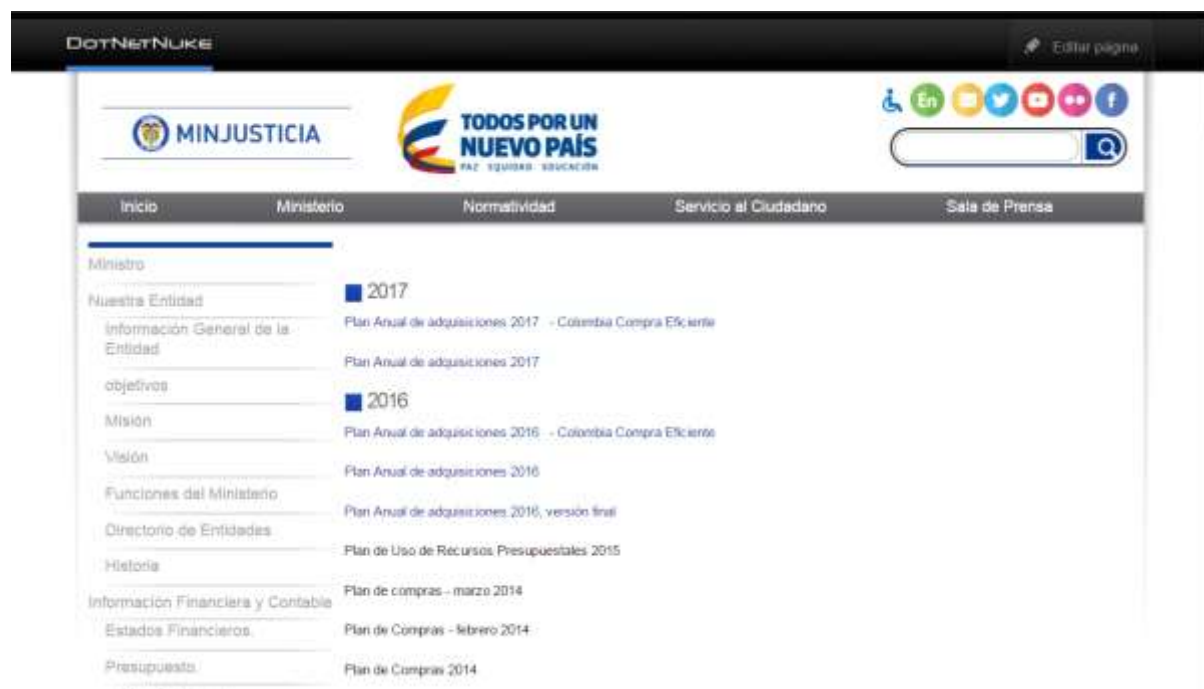 DOTNETNUKE
Editar página
MINJUSTICIA
TODOS POR UN
NUEVO PAÍS
PAZ EQUIDAD EDUCACIÓN
En
Inicio
Ministerio
Normatividad
Servicio al Ciudadano
Sala de Prensa
Ministro
Nuestra Entidad
Información General de la
Entidad
objetivos
Misión
Visión
Funciones del Ministerio
Directorio de Entidades
Historia
Información Financiera y Contable
Estados Financieros.
Presupuesto.
2017
Plan Anual de adquisiciones 2017 - Colombia Compra Eficiente
Plan Anual de adquisiciones 2017
2016
Plan Anual de adquisiciones 2016 - Colombia Compra Eficiente
Plan Anual de adquisiciones 2016
Plan Anual de adquisiciones 2016, versión final
Plan de Uso de Recursos Presupuestales 2015
Plan de compras - marzo 2014
Plan de Compras - febrero 2014
Plan de Compras 2014